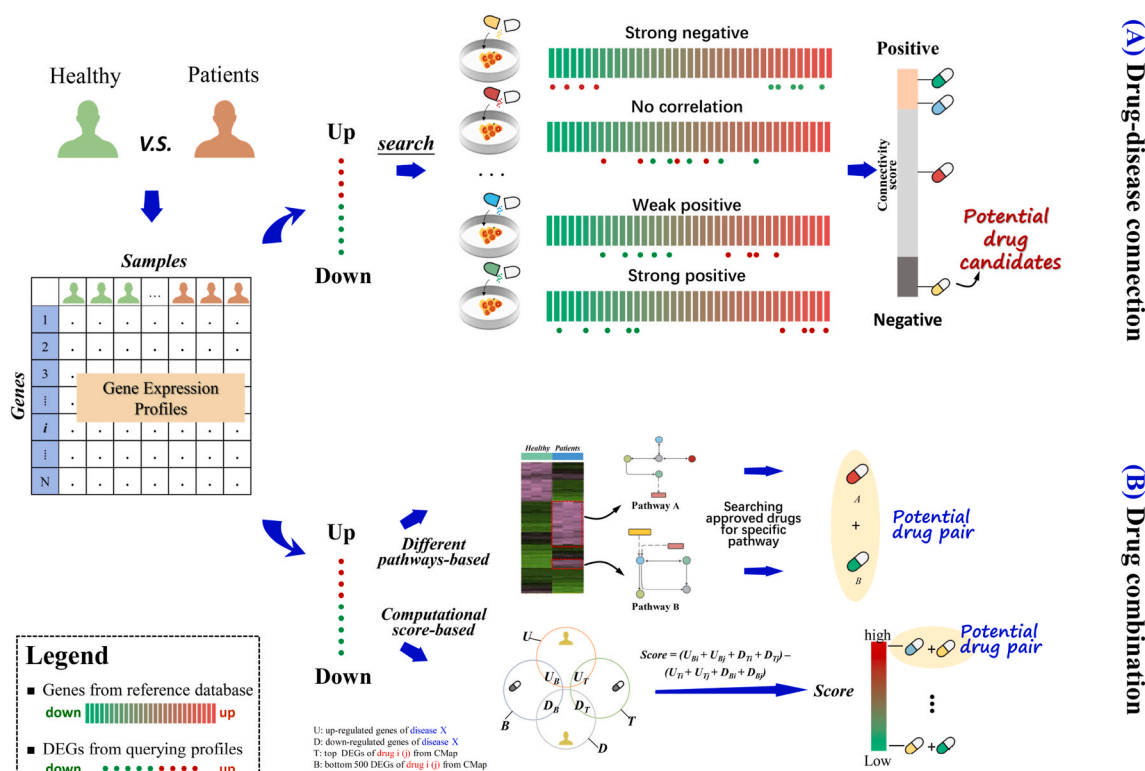 (A) Drug-disease connection
Healthy
Patients
V.S.
Up
Down
search
Strong negative
No correlation
. . .
Weak positive
Strong positive
Positive
Connectivity
score
Negative
Potential
drug
candidates
Samples
...
Genes
1
2
3
⋮
i
⋮
N
Gene Expression
Profiles
(B) Drug combination
Up
Down
Different
pathways-based
Computational
score-based
Healthy Patients
Pathway A
Pathway B
Searching
approved drugs
for specific
pathway
A
+
B
Potential
drug pair
U
U_B
U_T
D_B
D_T
B
T
D
Score = (U_Bi + U_Bj + D_Ti + D_Tj) –
(U_Ti + U_Tj + D_Bi + D_Bj)
Score
high
Low
+
+
Potential
drug pair
U: up-regulated genes of disease X
D: down-regulated genes of disease X
T: top DEGs of drug i (j) from CMap
B: bottom 500 DEGs of drug i (j) from CMap
Legend
■ Genes from reference database
down up
■ DEGs from querying profiles
down up